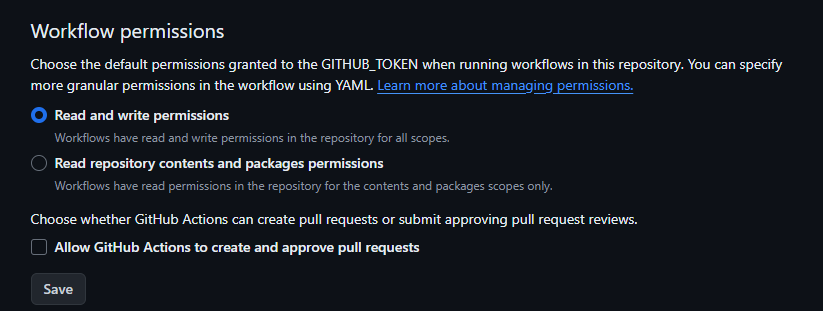 Workflow permissions
Choose the default permissions granted to the GITHUB_TOKEN when running workflows in this repository. You can specify
more granular permissions in the workflow using YAML. Learn more about managing permissions.
Read and write permissions
Workflows have read and write permissions in the repository for all scopes.
Read repository contents and packages permissions
Workflows have read permissions in the repository for the contents and packages scopes only.
Choose whether GitHub Actions can create pull requests or submit approving pull request reviews.
Allow GitHub Actions to create and approve pull requests
Save